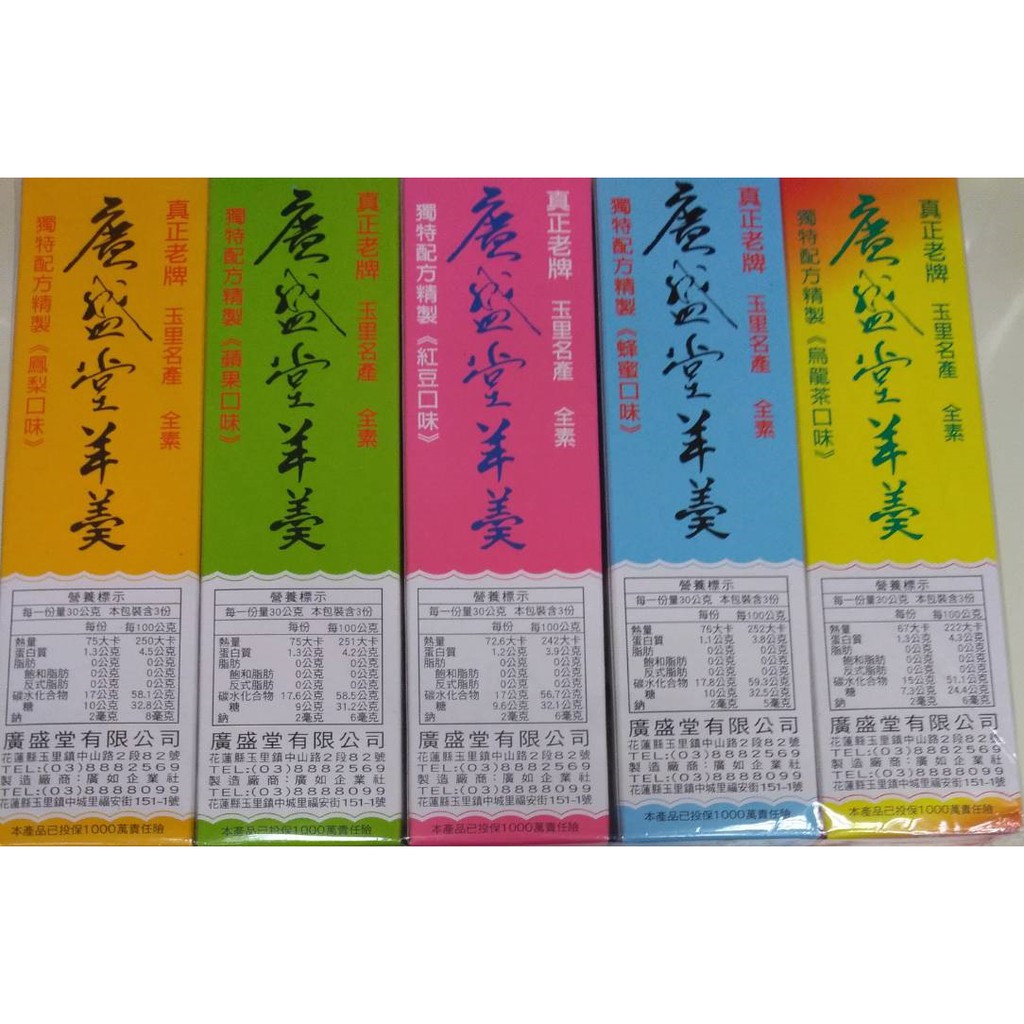 真正老牌 玉里名產 全素
廣盛堂羊羹
獨特配方精製《鳳梨口味》
營養標示
每一份量30公克 本包裝含3份
每份 每100公克
熱量 75大卡 250大卡
蛋白質 1.3公克 4.5公克
脂肪 0公克 0公克
飽和脂肪 0公克 0公克
反式脂肪 0公克 0公克
碳水化合物 17公克 58.1公克
糖 10公克 32.8公克
鈉 2毫克 8毫克
廣盛堂有限公司
花蓮縣玉里鎮中山路2段82號
TEL:(03)8882569
製造廠商:廣如企業社
TEL:(03)8888099
花蓮縣玉里鎮中城里福安街151-1號
本產品已投保1000萬責任險
真正老牌 玉里名產 全素
廣盛堂羊羹
獨特配方精製《蘋果口味》
營養標示
每一份量30公克 本包裝含3份
每份 每100公克
熱量 75大卡 251大卡
蛋白質 1.3公克 4.2公克
脂肪 0公克 0公克
飽和脂肪 0公克 0公克
反式脂肪 0公克 0公克
碳水化合物 17.6公克 58.5公克
糖 9公克 31.2公克
鈉 2毫克 6毫克
廣盛堂有限公司
花蓮縣玉里鎮中山路2段82號
TEL:(03)8882569
製造廠商:廣如企業社
TEL:(03)8888099
花蓮縣玉里鎮中城里福安街151-1號
本產品已投保1000萬責任險
真正老牌 玉里名產 全素
廣盛堂羊羹
獨特配方精製《紅豆口味》
營養標示
每一份量30公克 本包裝含3份
每份 每100公克
熱量 72.6大卡 242大卡
蛋白質 1.2公克 3.9公克
脂肪 0公克 0公克
飽和脂肪 0公克 0公克
反式脂肪 0公克 0公克
碳水化合物 17公克 56.7公克
糖 9.6公克 32.1公克
鈉 2毫克 6毫克
廣盛堂有限公司
花蓮縣玉里鎮中山路2段82號
TEL:(03)8882569
製造廠商:廣如企業社
TEL:(03)8888099
花蓮縣玉里鎮中城里福安街151-1號
本產品已投保1000萬責任險
真正老牌 玉里名產 全素
廣盛堂羊羹
獨特配方精製《蜂蜜口味》
營養標示
每一份量30公克 本包裝含3份
每份 每100公克
熱量 76大卡 252大卡
蛋白質 1.1公克 3.8公克
脂肪 0公克 0公克
飽和脂肪 0公克 0公克
反式脂肪 0公克 0公克
碳水化合物 17.8公克 59.3公克
糖 10公克 32.5公克
鈉 2毫克 5毫克
廣盛堂有限公司
花蓮縣玉里鎮中山路2段82號
TEL:(03)8882569
製造廠商:廣如企業社
TEL:(03)8888099
花蓮縣玉里鎮中城里福安街151-1號
本產品已投保1000萬責任險
真正老牌 玉里名產 全素
廣盛堂羊羹
獨特配方精製《烏龍茶口味》
營養標示
每一份量30公克 本包裝含3份
每份 每100公克
熱量 67大卡 222大卡
蛋白質 1.3公克 4.3公克
脂肪 0公克 0公克
飽和脂肪 0公克 0公克
反式脂肪 0公克 0公克
碳水化合物 15公克 51.1公克
糖 7.3公克 24.4公克
鈉 2毫克 6毫克
廣盛堂有限公司
花蓮縣玉里鎮中山路2段82號
TEL:(03)8882569
製造廠商:廣如企業社
TEL:(03)8888099
花蓮縣玉里鎮中城里福安街151-1號
本產品已投保1000萬責任險